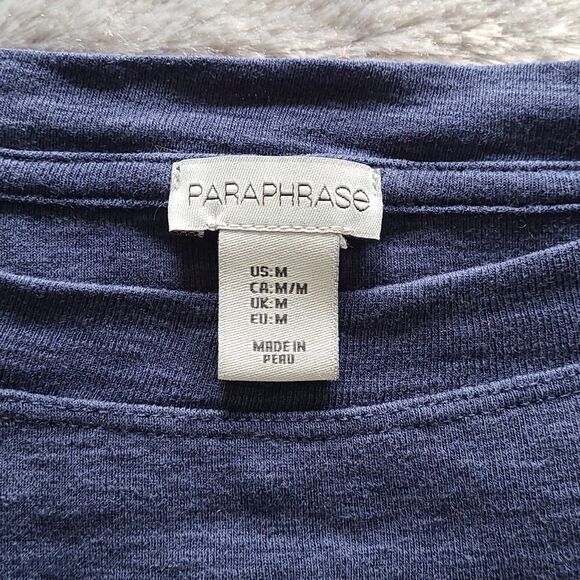 PARAPHRASe
US:M
CA:M/M
UK:M
EU:M
MADE IN
PERU